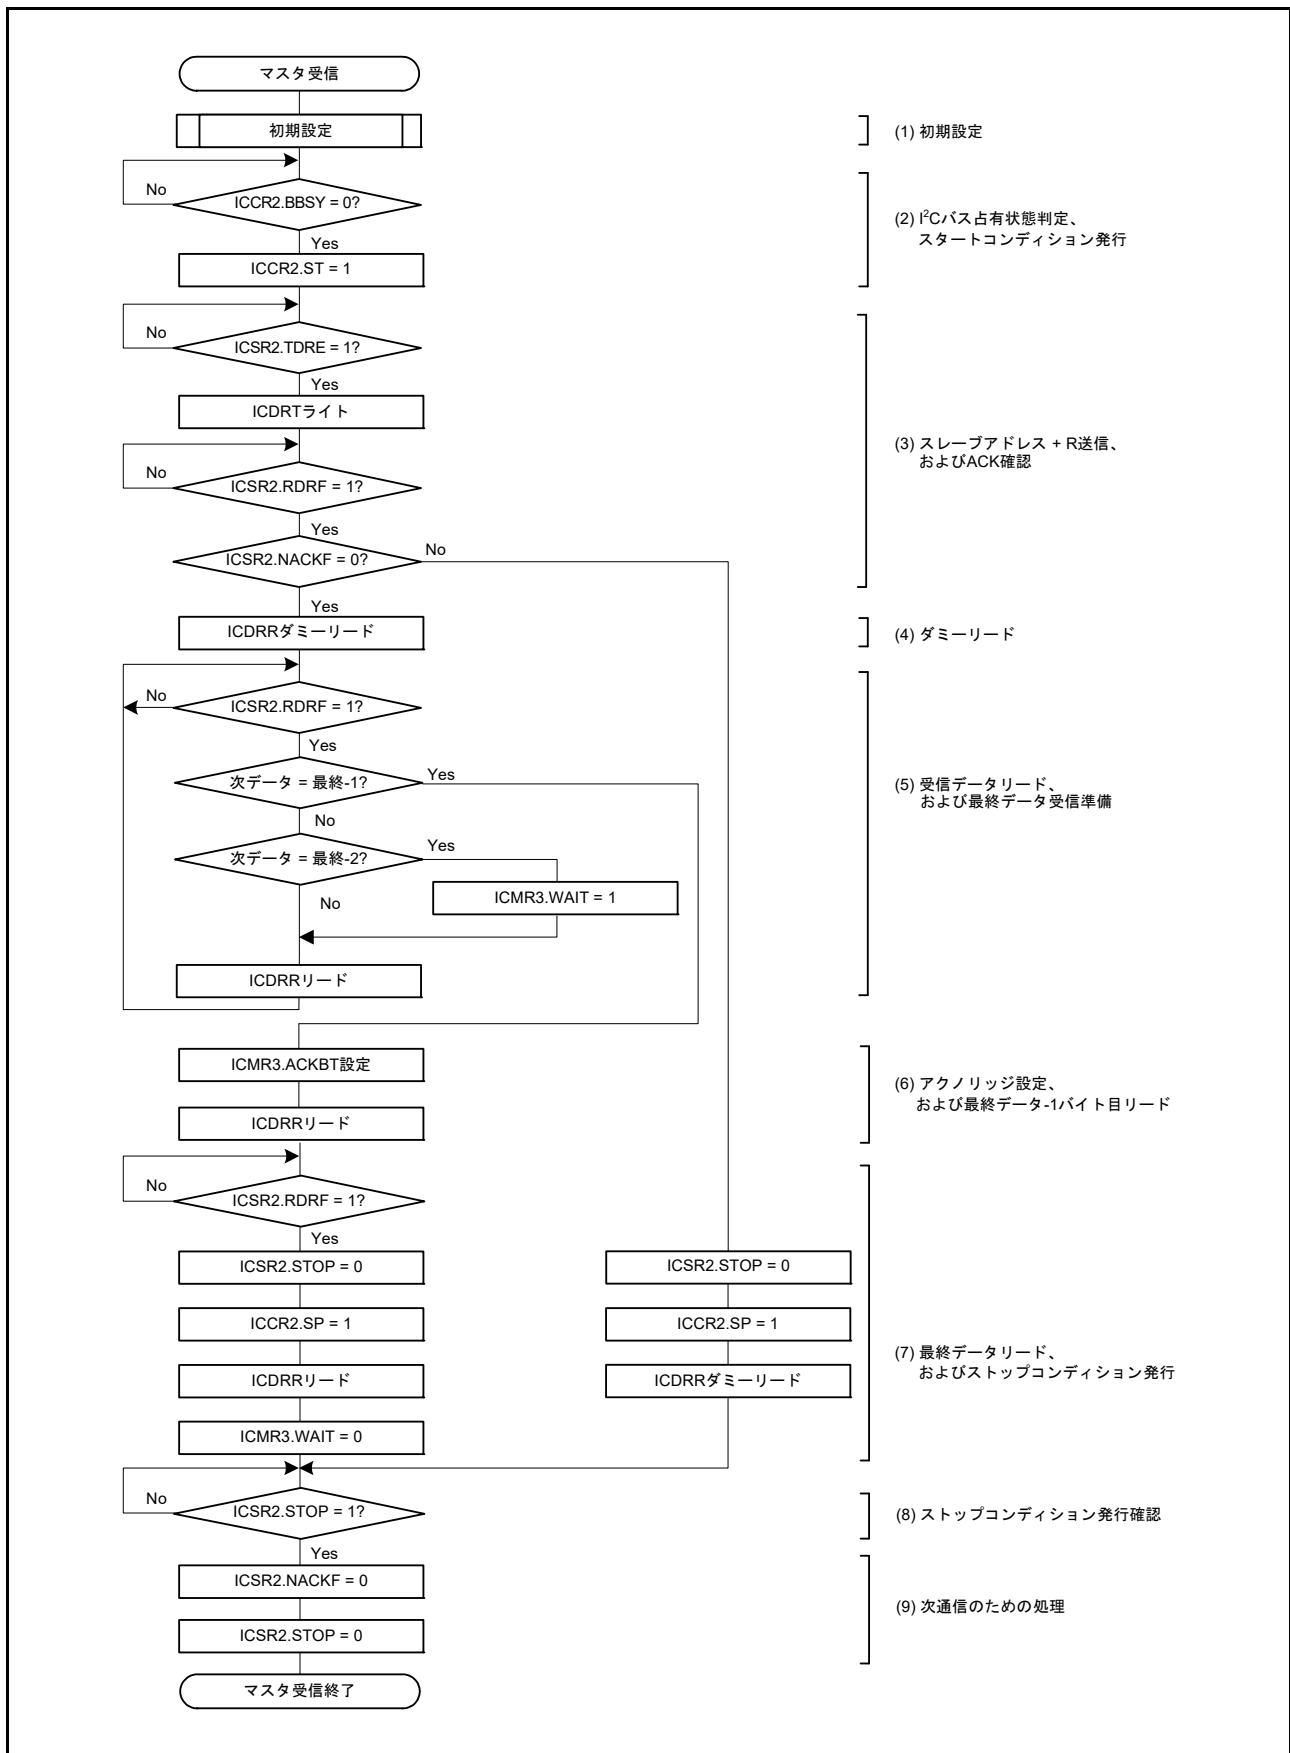 マスタ受信
初期設定
(1) 初期設定
No
ICCR2.BBSY = 0?
Yes
ICCR2.ST = 1
(2) I²Cバス占有状態判定、
スタートコンディション発行
No
ICSR2.TDRE = 1?
Yes
ICDRTライト
No
ICSR2.RDRF = 1?
Yes
ICSR2.NACKF = 0?
No
(3) スレーブアドレス + R送信、
およびACK確認
Yes
ICDRRダミーリード
(4) ダミーリード
No
ICSR2.RDRF = 1?
Yes
次データ = 最終-1?
Yes
No
次データ = 最終-2?
Yes
ICMR3.WAIT = 1
No
ICDRRリード
(5) 受信データリード、
および最終データ受信準備
ICMR3.ACKBT設定
ICDRRリード
(6) アクノリッジ設定、
および最終データ-1バイト目リード
No
ICSR2.RDRF = 1?
Yes
ICSR2.STOP = 0
ICSR2.STOP = 0
ICCR2.SP = 1
ICCR2.SP = 1
ICDRRリード
ICDRRダミーリード
ICMR3.WAIT = 0
(7) 最終データリード、
およびストップコンディション発行
No
ICSR2.STOP = 1?
(8) ストップコンディション発行確認
Yes
ICSR2.NACKF = 0
ICSR2.STOP = 0
(9) 次通信のための処理
マスタ受信終了